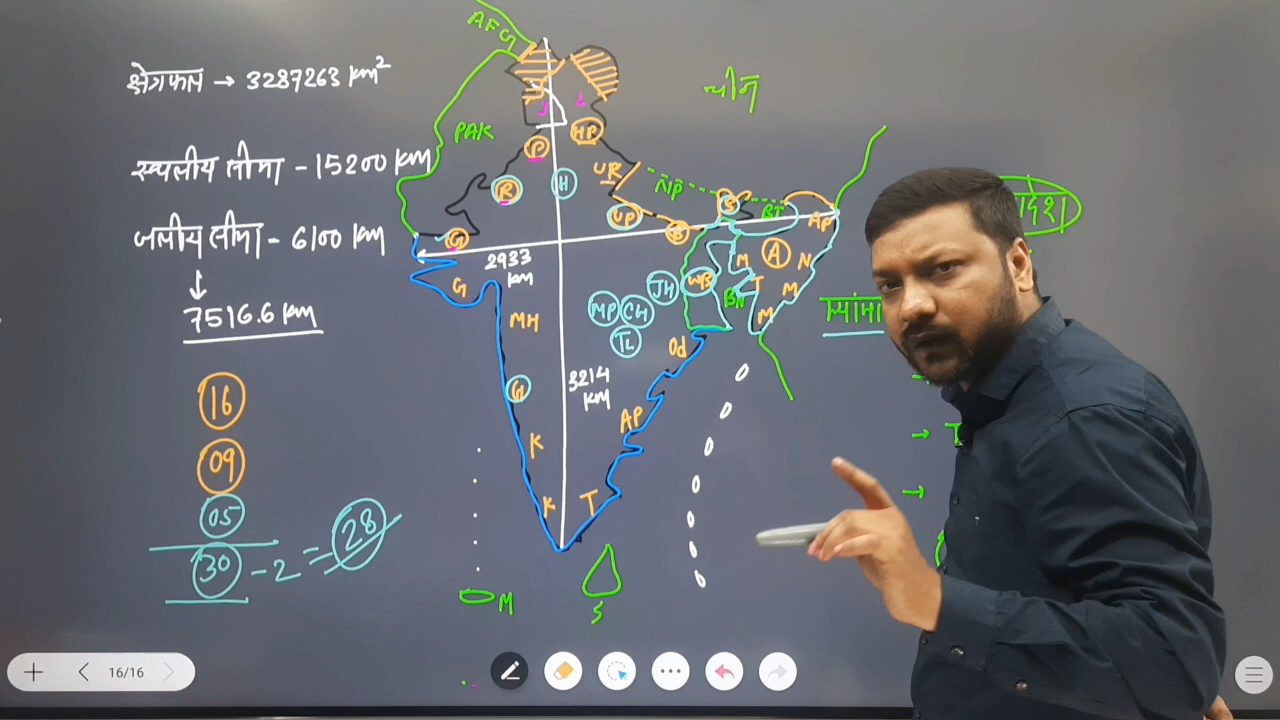 क्षेत्रफल → 3287263 km²
स्थलीय सीमा - 15200 km
जलीय सीमा - 6100 km
↓
7516.6 km
16
09
05
30 - 2 = 28
AFG
चीन
PAK
J
L
P
HP
R
H
UR
NP
UP
S
BT
AP
G
B
2933
km
G
M
A
N
T
M
M
BN
WB
JH
MP
CH
TL
MH
Od
3214
km
G
AP
K
K
T
M
S
म्यांमा
→
→ T
→
16/16